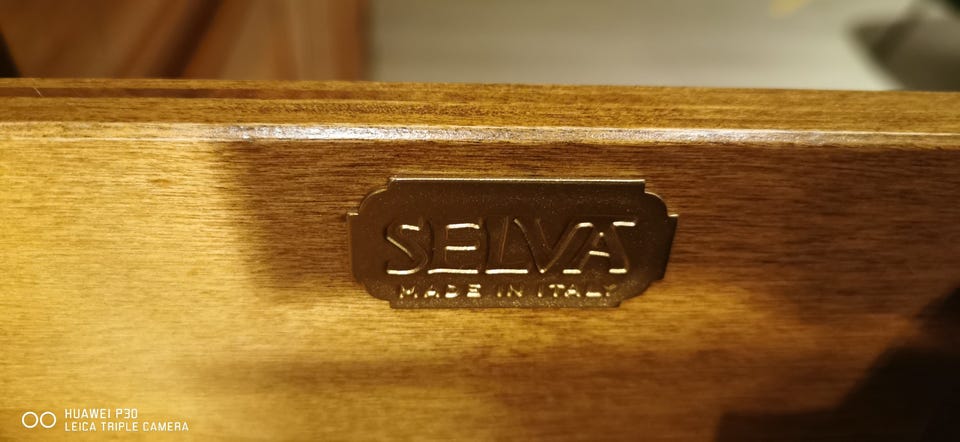 SELVA
MADE IN ITALY
HUAWEI P30
LEICA TRIPLE CAMERA